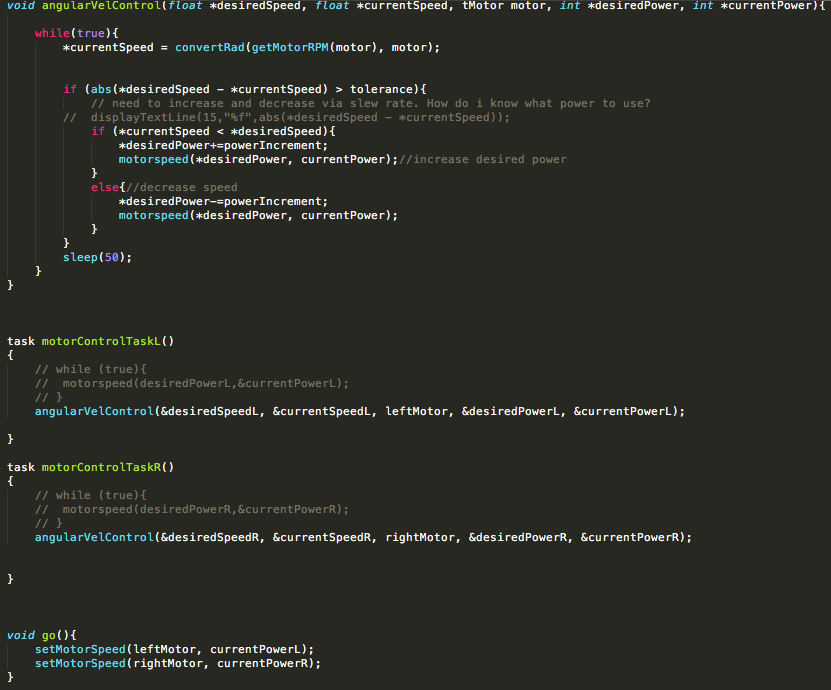 void angularVelControl(float *desiredSpeed, float *currentSpeed, tMotor motor, int *desiredPower, int *currentPower){
while(true){
*currentSpeed = convertRad(getMotorRPM(motor), motor);
if (abs(*desiredSpeed - *currentSpeed) > tolerance){
// need to increase and decrease via slew rate. How do i know what power to use?
// displayTextLine(15,"%f",abs(*desiredSpeed - *currentSpeed));
if (*currentSpeed < *desiredSpeed){
*desiredPower+=powerIncrement;
motorspeed(*desiredPower, currentPower);//increase desired power
}
else{//decrease speed
*desiredPower-=powerIncrement;
motorspeed(*desiredPower, currentPower);
}
}
sleep(50);
}
}
task motorControlTaskL()
{
// while (true){
// motorspeed(desiredPowerL,&currentPowerL);
// }
angularVelControl(&desiredSpeedL, &currentSpeedL, leftMotor, &desiredPowerL, &currentPowerL);
}
task motorControlTaskR()
{
// while (true){
// motorspeed(desiredPowerR,&currentPowerR);
// }
angularVelControl(&desiredSpeedR, &currentSpeedR, rightMotor, &desiredPowerR, &currentPowerR);
}
void go(){
setMotorSpeed(leftMotor, currentPowerL);
setMotorSpeed(rightMotor, currentPowerR);
}